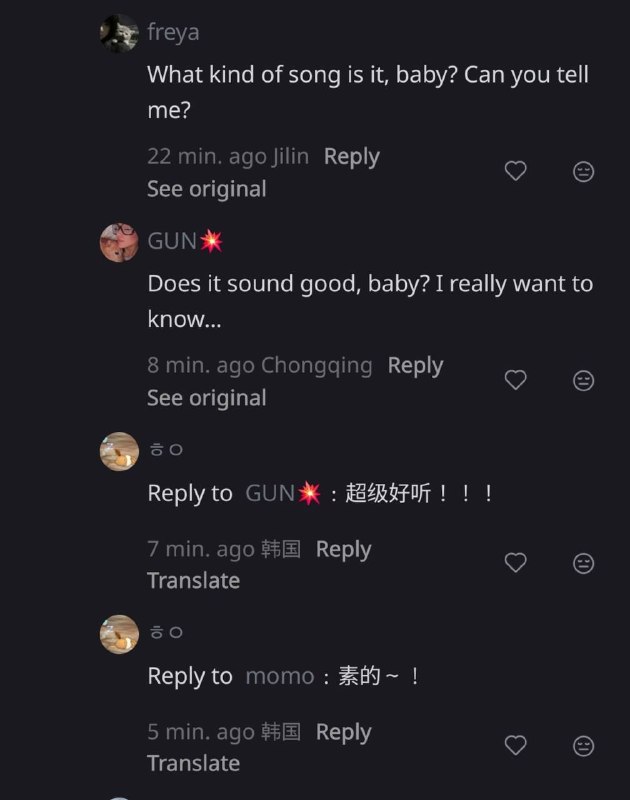 freya
What kind of song is it, baby? Can you tell
me?
22 min. ago Jilin Reply
See original
GUN💥
Does it sound good, baby? I really want to
know...
8 min. ago Chongqing Reply
See original
ㅎㅇ
Reply to GUN💥：超级好听！！！
7 min. ago 韩国 Reply
Translate
ㅎㅇ
Reply to momo：素的～！
5 min. ago 韩国 Reply
Translate